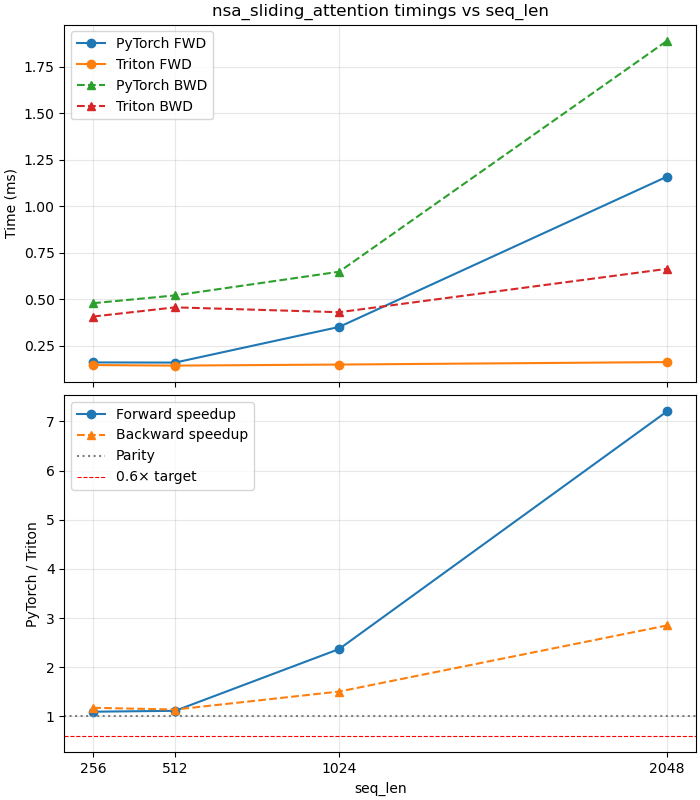 nsa_sliding_attention timings vs seq_len
PyTorch FWD
Triton FWD
PyTorch BWD
Triton BWD
1.75
1.50
1.25
1.00
0.75
0.50
0.25
Time (ms)
Forward speedup
Backward speedup
Parity
0.6× target
7
6
5
4
3
2
1
PyTorch / Triton
256
512
1024
2048
seq_len